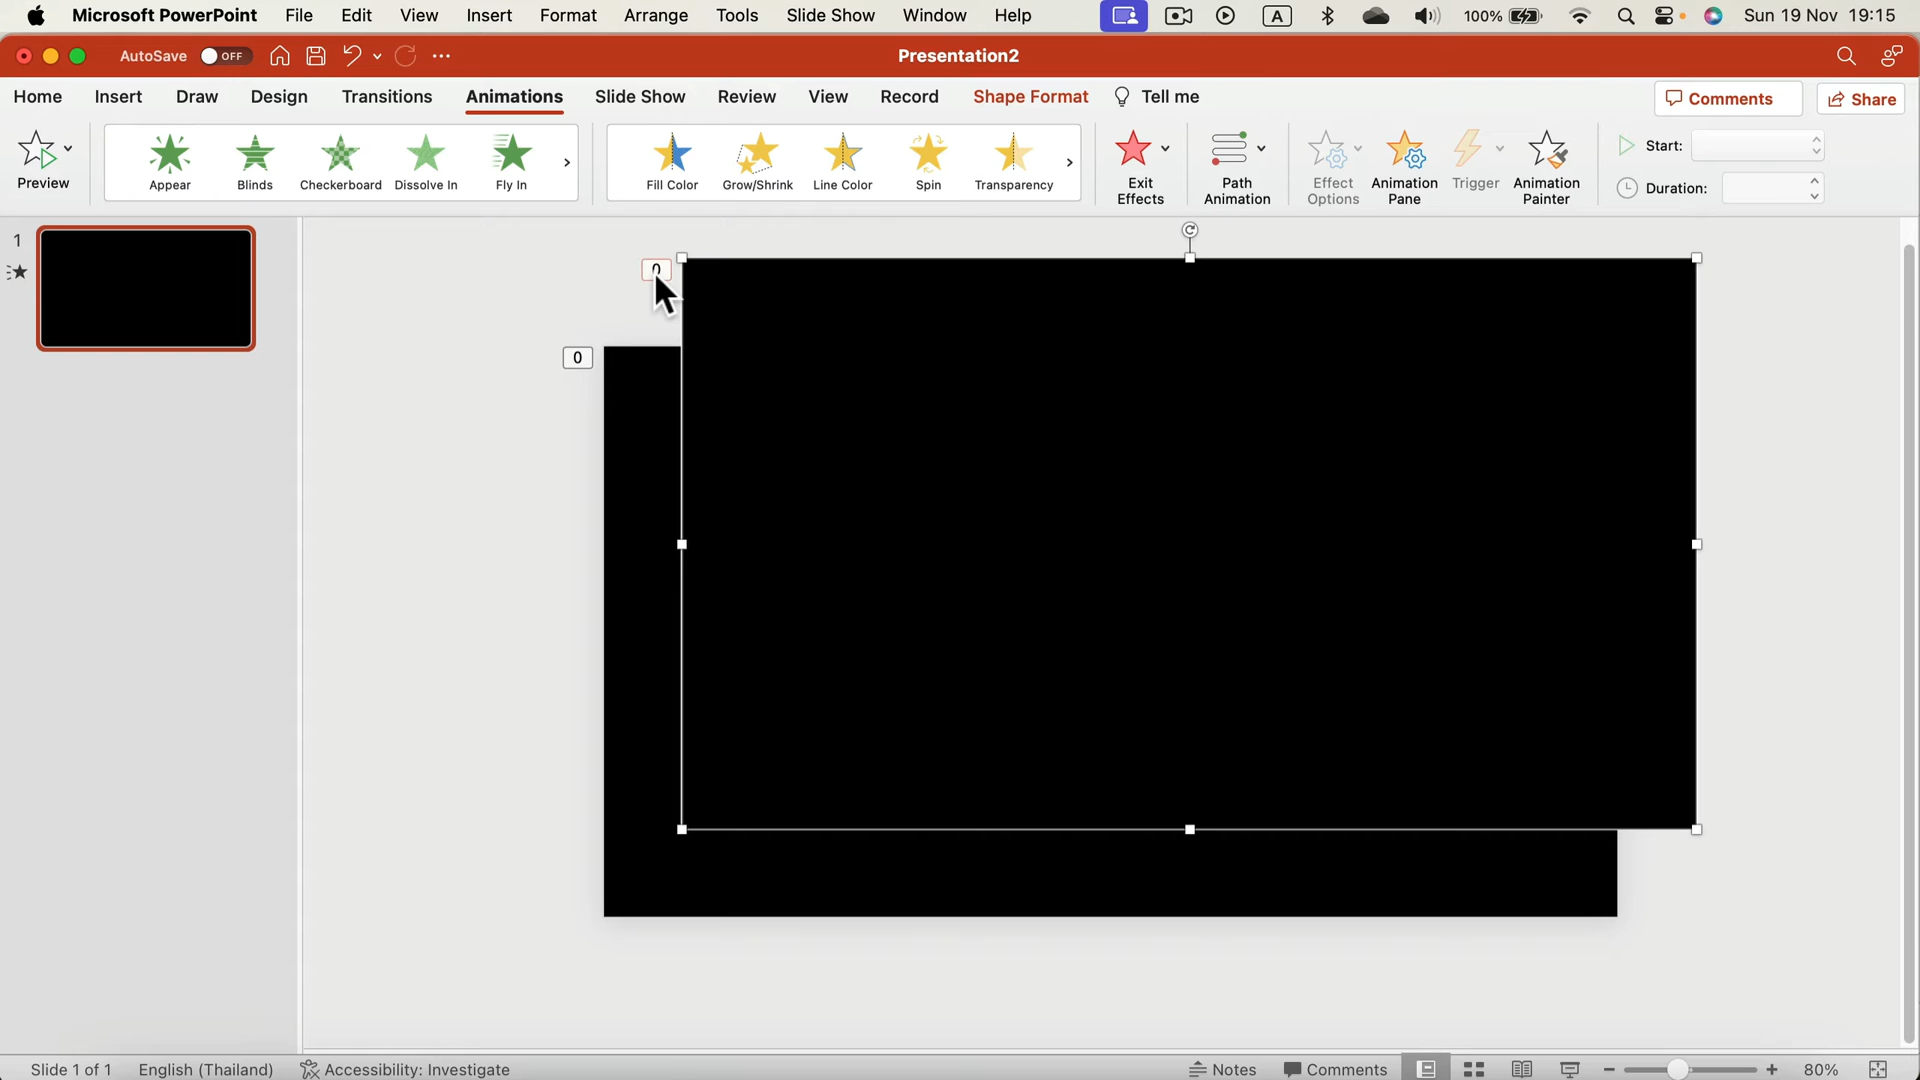 Microsoft PowerPoint File Edit View Insert Format Arrange Tools Slide Show Window Help A 100% Sun 19 Nov 19:15
AutoSave OFF Presentation2
Home Insert Draw Design Transitions Animations Slide Show Review View Record Shape Format Tell me Comments Share
Preview Appear Blinds Checkerboard Dissolve In Fly In Fill Color Grow/Shrink Line Color Spin Transparency Exit Effects Path Animation Effect Options Animation Pane Trigger Animation Painter Start:
Duration:
1
0
0
Slide 1 of 1 English (Thailand) Accessibility: Investigate Notes Comments 80%